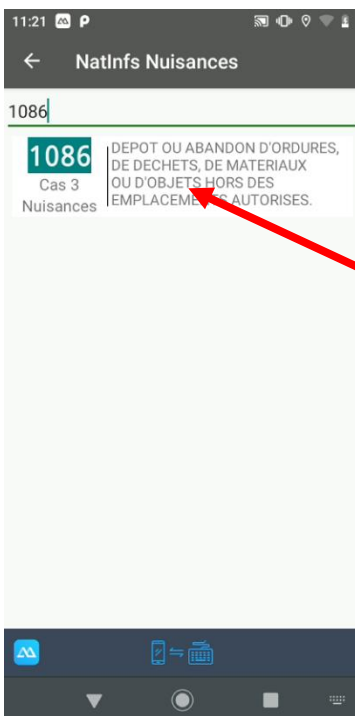 11:21
NatInfs Nuisances
1086
1086
Cas 3
Nuisances
DEPOT OU ABANDON D'ORDURES,
DE DECHETS, DE MATERIAUX
OU D'OBJETS HORS DES
EMPLACEMENTS AUTORISES.